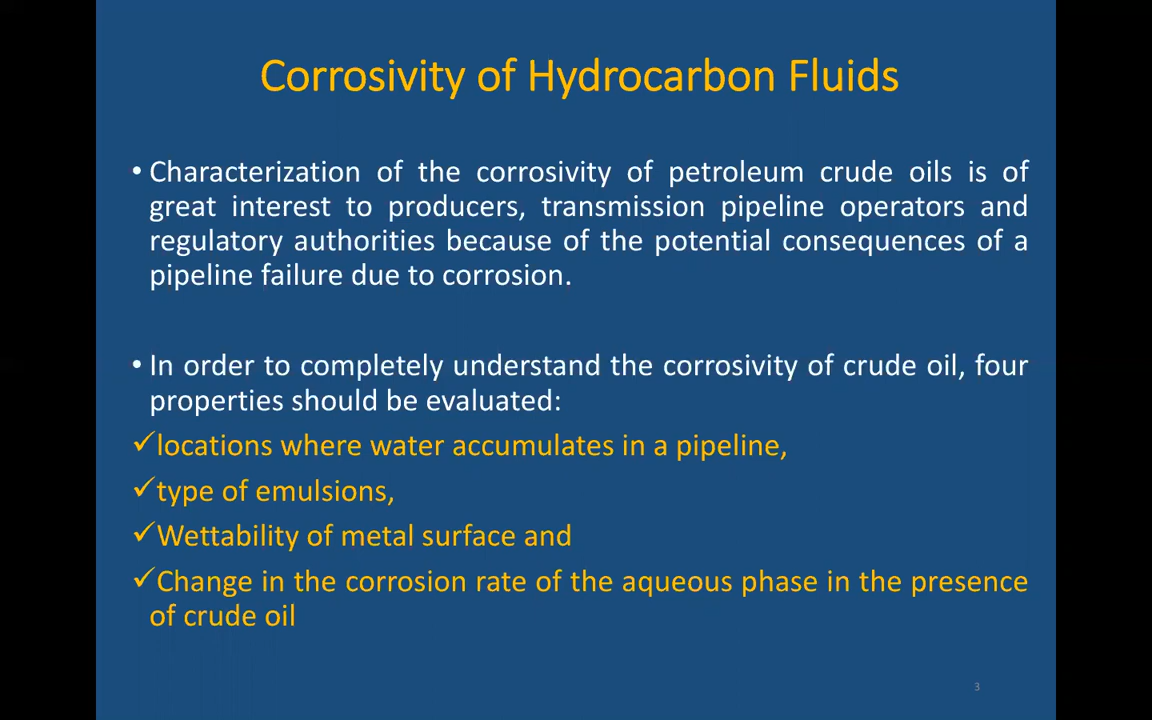 Corrosivity of Hydrocarbon Fluids
• Characterization of the corrosivity of petroleum crude oils is of
great interest to producers, transmission pipeline operators and
regulatory authorities because of the potential consequences of a
pipeline failure due to corrosion.
• In order to completely understand the corrosivity of crude oil, four
properties should be evaluated:
✓locations where water accumulates in a pipeline,
✓type of emulsions,
✓Wettability of metal surface and
✓Change in the corrosion rate of the aqueous phase in the presence
of crude oil
3